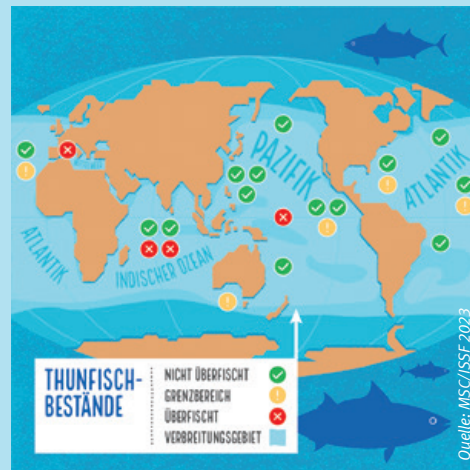 PAZIFIK
ATLANTIK
ATLANTIK
INDISCHER OZEAN
THUNFISCH-
BESTÄNDE
NICHT ÜBERFISCHT
GRENZBEREICH
ÜBERFISCHT
VERBREITUNGSGEBIET
Quelle: MSC/ISSF 2023